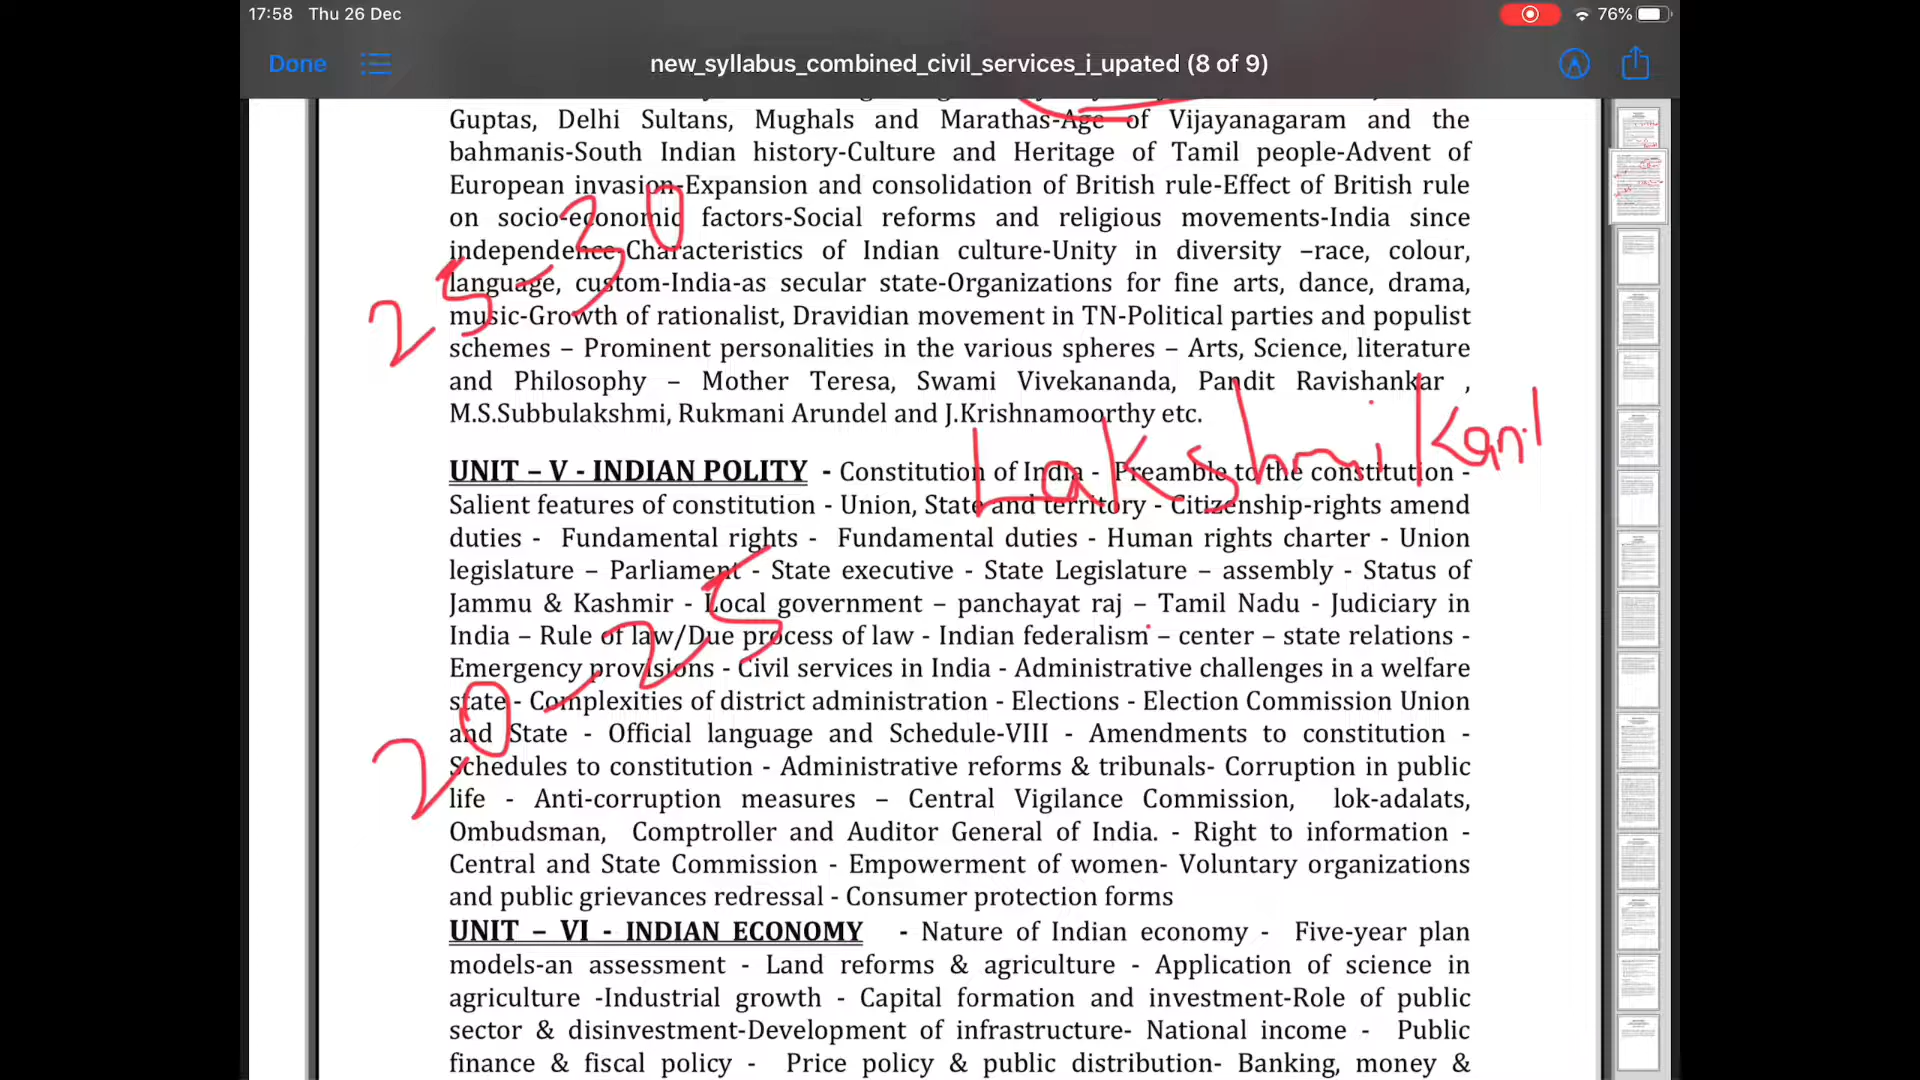 17:58 Thu 26 Dec
76%
Done
new_syllabus_combined_civil_services_i_upated (8 of 9)
Guptas, Delhi Sultans, Mughals and Marathas-Age of Vijayanagaram and the
bahmanis-South Indian history-Culture and Heritage of Tamil people-Advent of
European invasion-Expansion and consolidation of British rule-Effect of British rule
on socio-economic factors-Social reforms and religious movements-India since
independence-Characteristics of Indian culture-Unity in diversity –race, colour,
language, custom-India-as secular state-Organizations for fine arts, dance, drama,
music-Growth of rationalist, Dravidian movement in TN-Political parties and populist
schemes – Prominent personalities in the various spheres – Arts, Science, literature
and Philosophy – Mother Teresa, Swami Vivekananda, Pandit Ravishankar ,
M.S.Subbulakshmi, Rukmani Arundel and J.Krishnamoorthy etc.
25-30
Lakshmi
UNIT – V - INDIAN POLITY - Constitution of India - Preamble to the constitution -
Salient features of constitution - Union, State and territory - Citizenship-rights amend
duties - Fundamental rights - Fundamental duties - Human rights charter - Union
legislature – Parliament - State executive - State Legislature – assembly - Status of
Jammu & Kashmir - Local government – panchayat raj – Tamil Nadu - Judiciary in
India – Rule of law/Due process of law - Indian federalism – center – state relations -
Emergency provisions - Civil services in India - Administrative challenges in a welfare
state - Complexities of district administration - Elections - Election Commission Union
and State - Official language and Schedule-VIII - Amendments to constitution -
Schedules to constitution - Administrative reforms & tribunals- Corruption in public
life - Anti-corruption measures – Central Vigilance Commission, lok-adalats,
Ombudsman, Comptroller and Auditor General of India. - Right to information -
Central and State Commission - Empowerment of women- Voluntary organizations
and public grievances redressal - Consumer protection forms
20-25
UNIT – VI - INDIAN ECONOMY - Nature of Indian economy - Five-year plan
models-an assessment - Land reforms & agriculture - Application of science in
agriculture -Industrial growth - Capital formation and investment-Role of public
sector & disinvestment-Development of infrastructure- National income - Public
finance & fiscal policy - Price policy & public distribution- Banking, money &